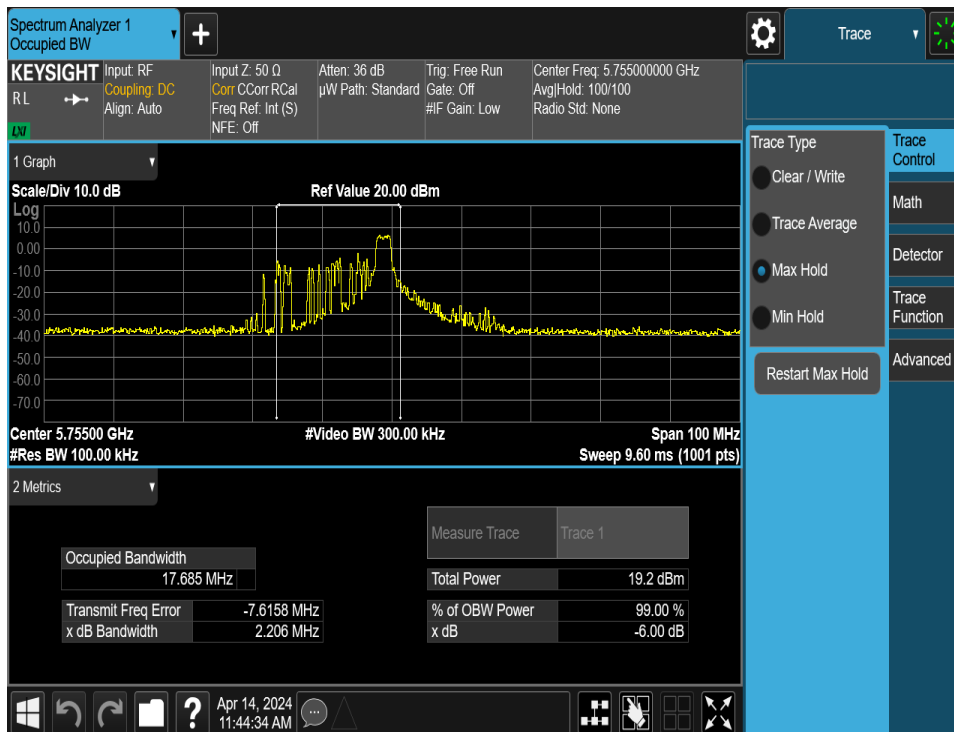 Spectrum Analyzer 1
Occupied BW
+
Trace
KEYSIGHT
R L
LXI
Input: RF
Coupling: DC
Align: Auto
Input Z: 50 Ω
Corr CCorr RCal
Freq Ref: Int (S)
NFE: Off
Atten: 36 dB
µW Path: Standard
Trig: Free Run
Gate: Off
#IF Gain: Low
Center Freq: 5.755000000 GHz
Avg|Hold: 100/100
Radio Std: None
1 Graph
Scale/Div 10.0 dB
Ref Value 20.00 dBm
Log
10.0
0.00
-10.0
-20.0
-30.0
-40.0
-50.0
-60.0
-70.0
Center 5.75500 GHz
#Video BW 300.00 kHz
Span 100 MHz
#Res BW 100.00 kHz
Sweep 9.60 ms (1001 pts)
2 Metrics
Measure Trace
Trace 1
Occupied Bandwidth
17.685 MHz
Total Power
19.2 dBm
Transmit Freq Error
-7.6158 MHz
% of OBW Power
99.00 %
x dB Bandwidth
2.206 MHz
x dB
-6.00 dB
Trace Type
Clear / Write
Trace Average
Max Hold
Min Hold
Restart Max Hold
Trace
Control
Math
Detector
Trace
Function
Advanced
?
Apr 14, 2024
11:44:34 AM